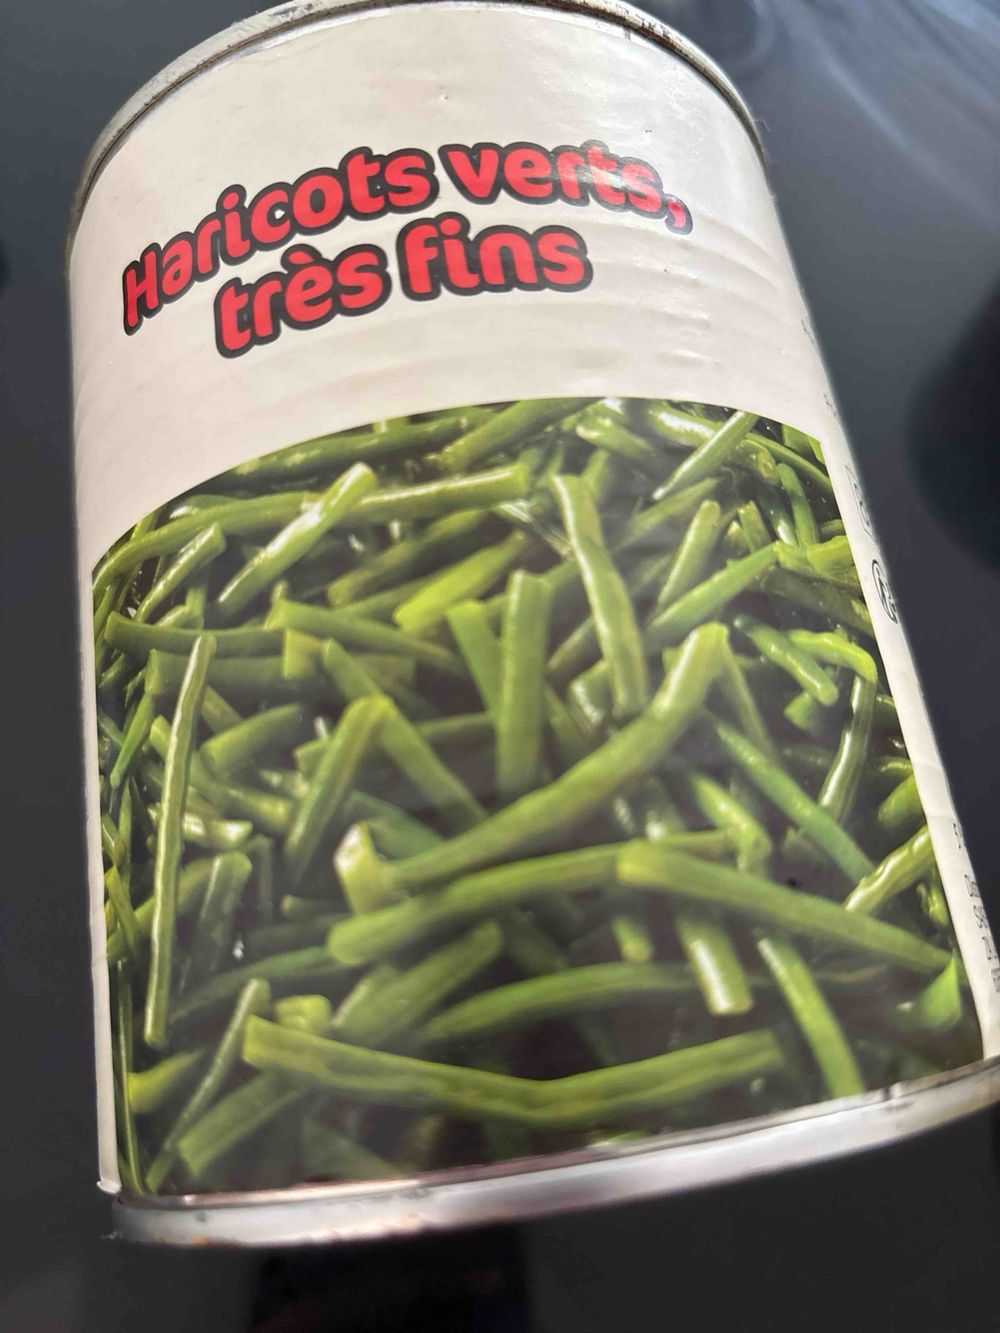 Haricots verts,
très fins